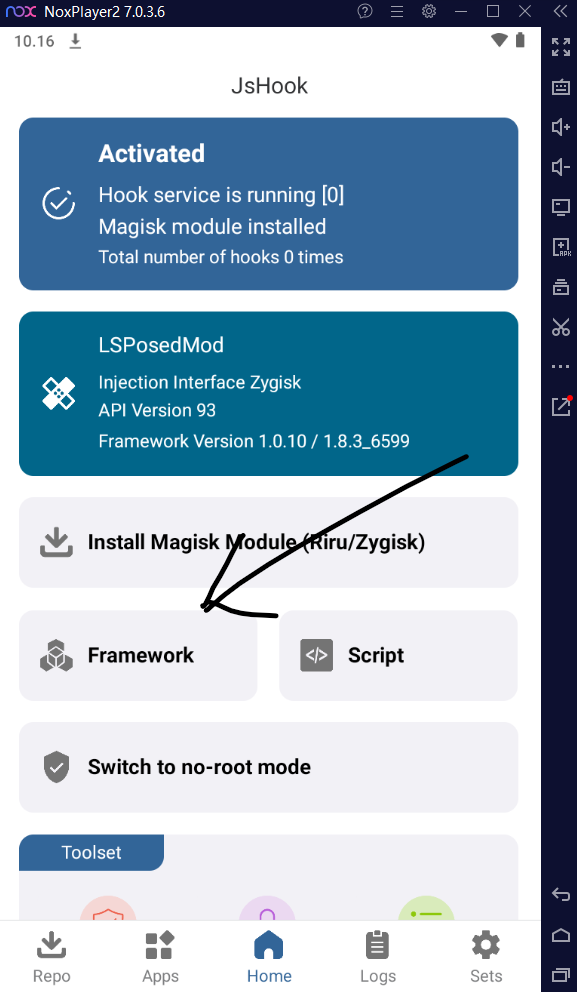 nox NoxPlayer2 7.0.3.6
10.16
JsHook
Activated
Hook service is running [0]
Magisk module installed
Total number of hooks 0 times
LSPosedMod
Injection Interface Zygisk
API Version 93
Framework Version 1.0.10 / 1.8.3_6599
Install Magisk Module (Riru/Zygisk)
Framework
Script
Switch to no-root mode
Toolset
Repo
Apps
Home
Logs
Sets
APK